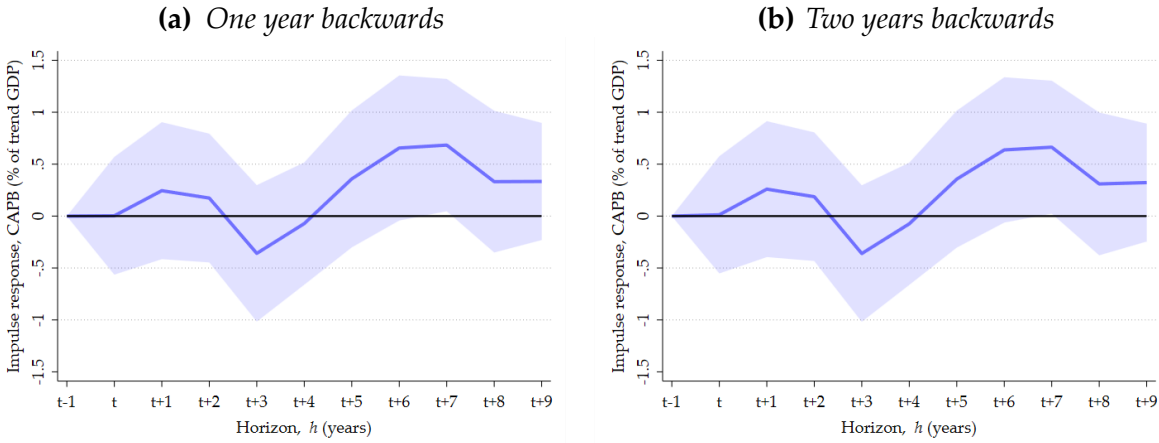 (a) One year backwards
Impulse response, CAPB (% of trend GDP)
1.5
1
.5
0
-.5
-1
-1.5
t-1 t t+1 t+2 t+3 t+4 t+5 t+6 t+7 t+8 t+9
Horizon, h (years)
(b) Two years backwards
Impulse response, CAPB (% of trend GDP)
1.5
1
.5
0
-.5
-1
-1.5
t-1 t t+1 t+2 t+3 t+4 t+5 t+6 t+7 t+8 t+9
Horizon, h (years)